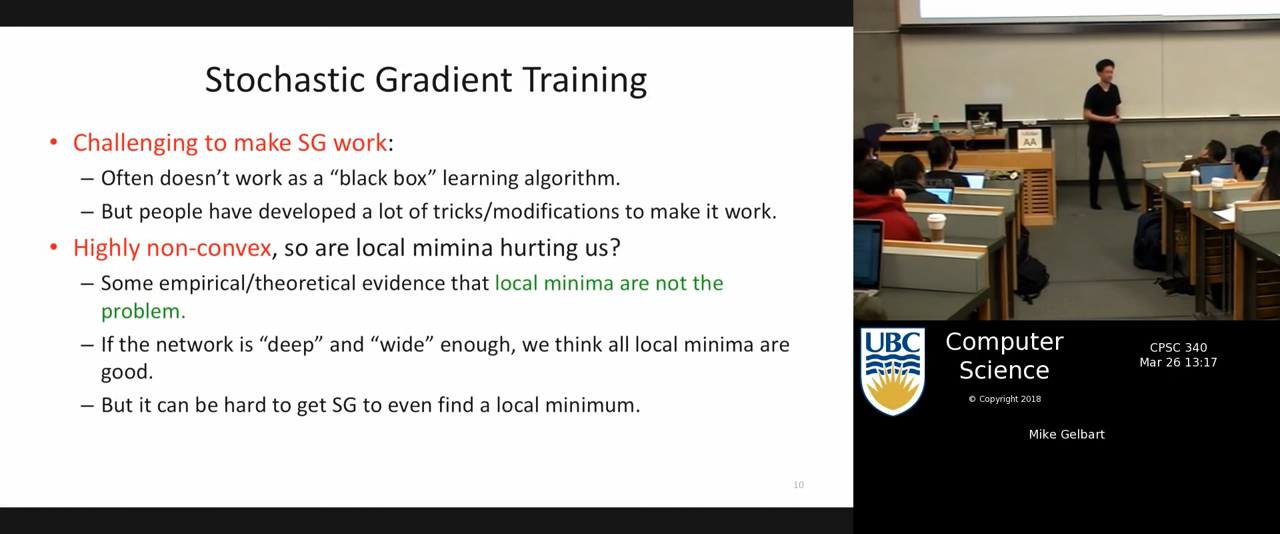 Stochastic Gradient Training
• Challenging to make SG work:
– Often doesn’t work as a “black box” learning algorithm.
– But people have developed a lot of tricks/modifications to make it work.
• Highly non-convex, so are local mimina hurting us?
– Some empirical/theoretical evidence that local minima are not the
problem.
– If the network is “deep” and “wide” enough, we think all local minima are
good.
– But it can be hard to get SG to even find a local minimum.
10
AA
UBC
Computer
Science
© Copyright 2018
CPSC 340
Mar 26 13:17
Mike Gelbart